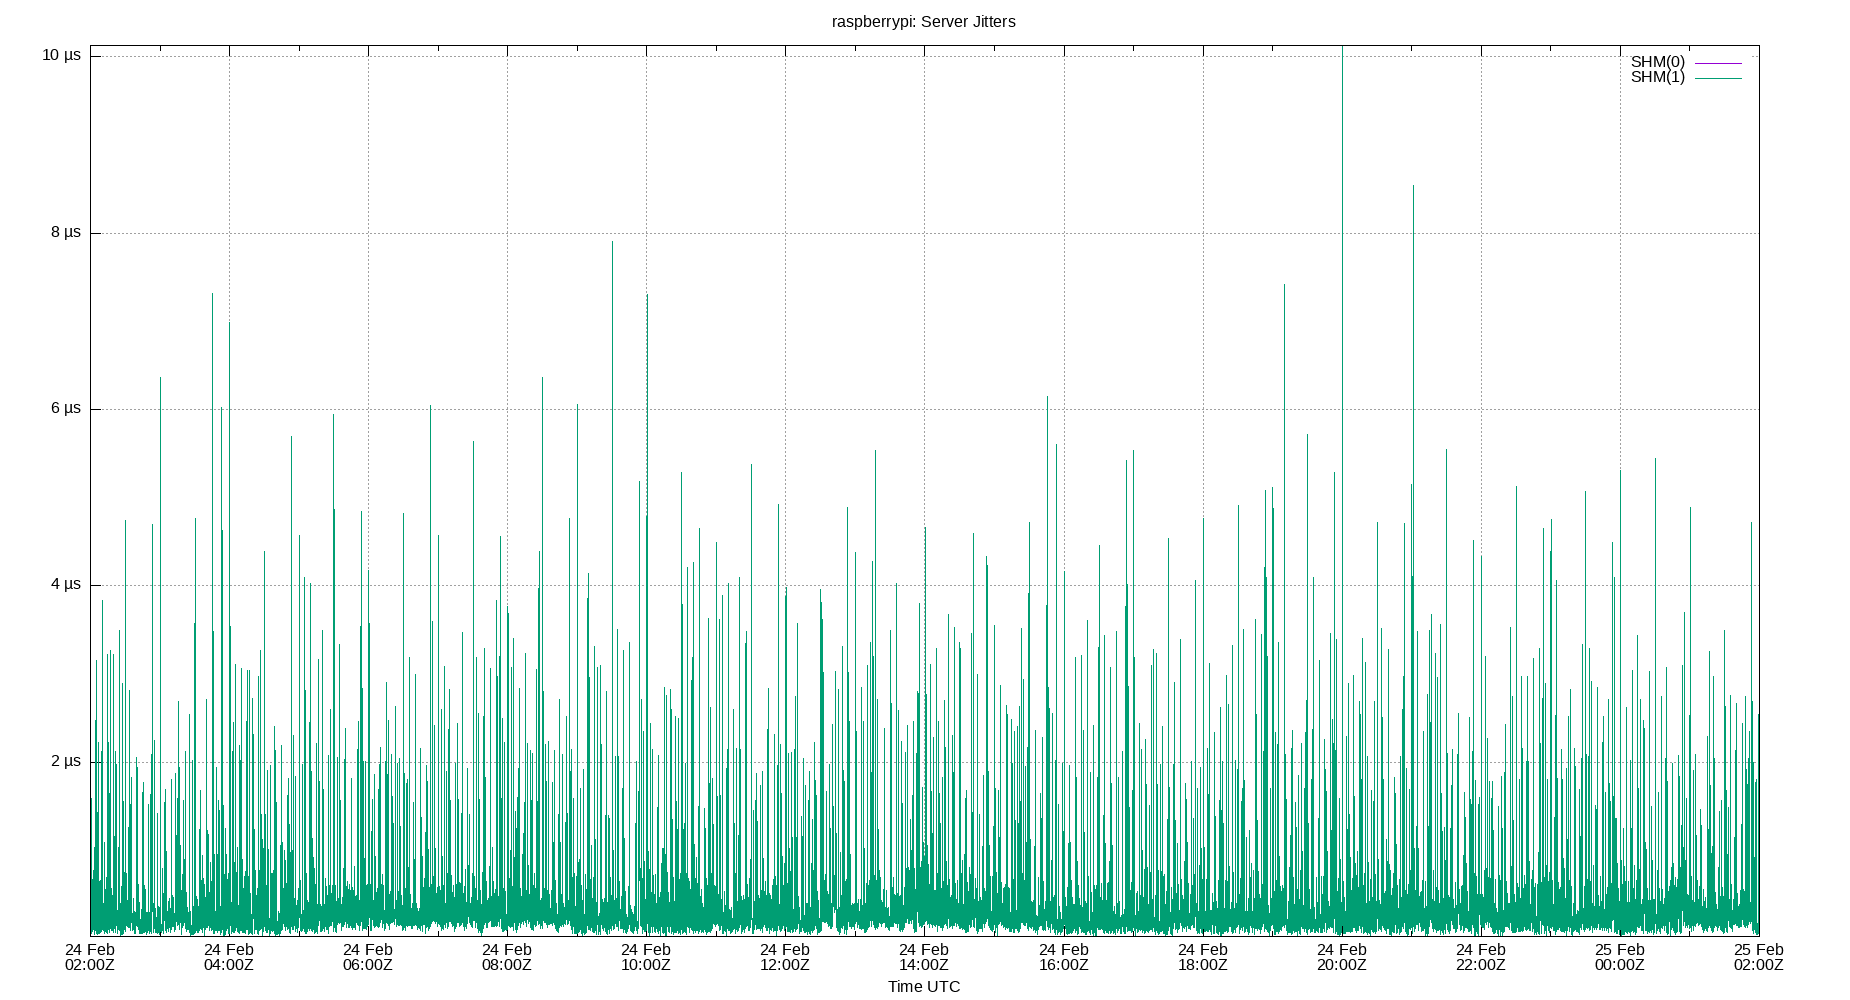 raspberrypi: Server Jitters
10 µs
8 µs
6 µs
4 µs
2 µs
SHM(0)
SHM(1)
24 Feb 24 Feb 24 Feb 24 Feb 24 Feb 24 Feb 24 Feb 24 Feb 24 Feb 24 Feb 24 Feb 25 Feb 25 Feb
02:00Z 04:00Z 06:00Z 08:00Z 10:00Z 12:00Z 14:00Z 16:00Z 18:00Z 20:00Z 22:00Z 00:00Z 02:00Z
Time UTC